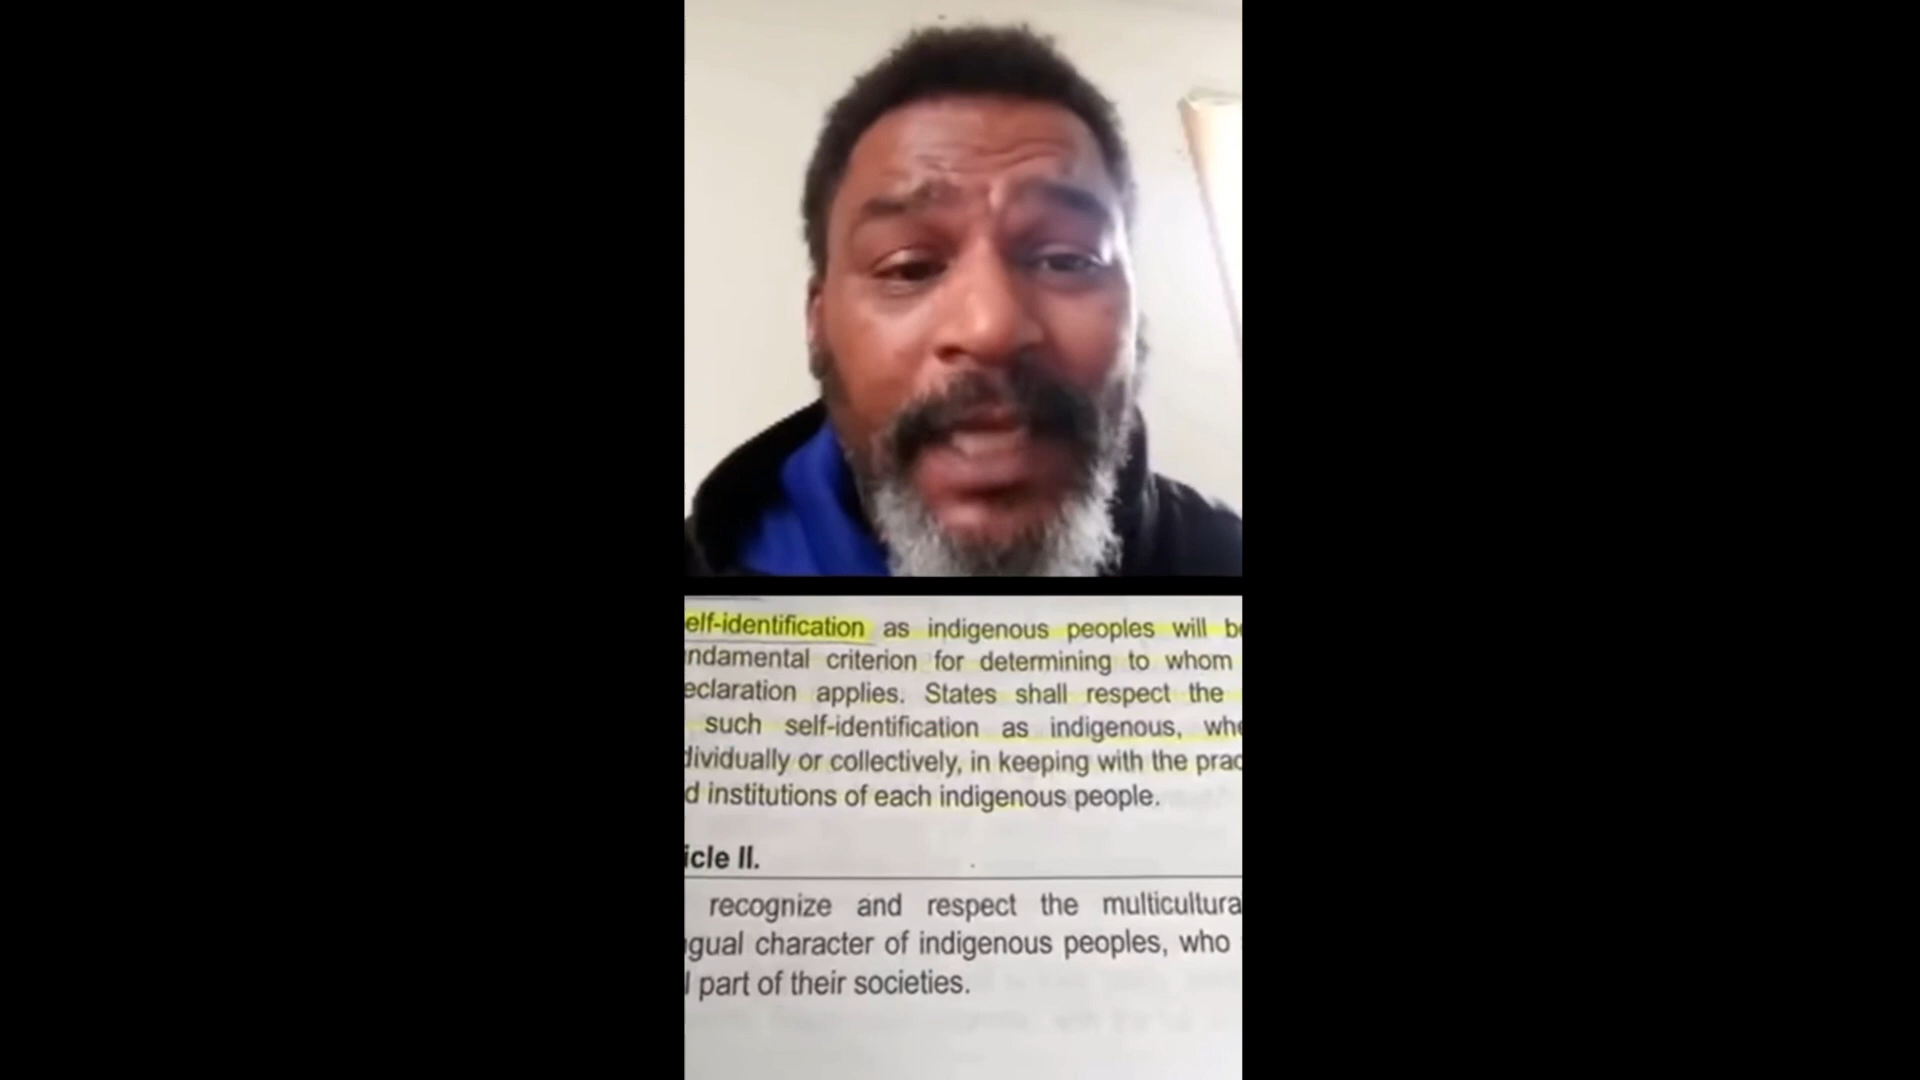 elf-identification as indigenous peoples will b
ndamental criterion for determining to whom
eclaration applies. States shall respect the
such self-identification as indigenous, whe
dividually or collectively, in keeping with the prac
d institutions of each indigenous people.
icle II.
recognize and respect the multicultura
gual character of indigenous peoples, who
l part of their societies.